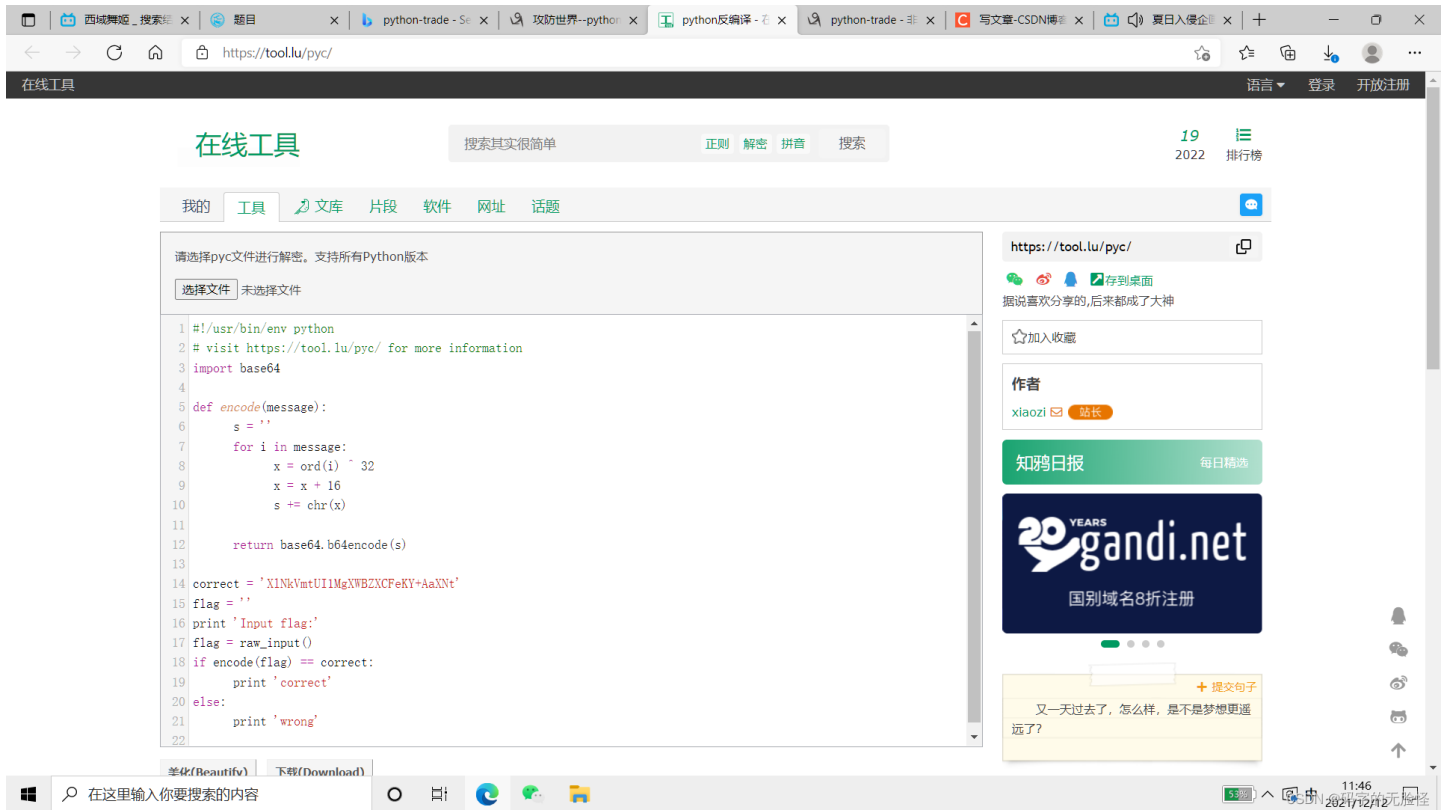 西域舞姬_搜索结
题目
python-trade - Se
攻防世界--python
python反编译 - 在
python-trade - 非
写文章-CSDN博客
夏日入侵企画
https://tool.lu/pyc/
在线工具
语言
登录
开放注册
在线工具
搜索其实很简单
正则
解密
拼音
搜索
19
2022
排行榜
我的
工具
文库
片段
软件
网址
话题
请选择pyc文件进行解密。支持所有Python版本
选择文件 未选择文件
1 #!/usr/bin/env python
2 # visit https://tool.lu/pyc/ for more information
3 import base64
4
5 def encode(message):
6 s = ''
7 for i in message:
8 x = ord(i) ^ 32
9 x = x + 16
10 s += chr(x)
11
12 return base64.b64encode(s)
13
14 correct = 'XlNkVmtUI1MgXWBZXCFeKY+AaXNt'
15 flag = ''
16 print 'Input flag:'
17 flag = raw_input()
18 if encode(flag) == correct:
19 print 'correct'
20 else:
21 print 'wrong'
22
美化(Beautify)
下载(Download)
https://tool.lu/pyc/
存到桌面
据说喜欢分享的,后来都成了大神
加入收藏
作者
xiaozi
站长
知鸦日报
每日精选
20 YEARS
gandi.net
国别域名8折注册
+ 提交句子
又一天过去了，怎么样，是不是梦想更遥
远了?
在这里输入你要搜索的内容
53%
中
11:46
2021/12/12
CSDN @码字的无脸怪